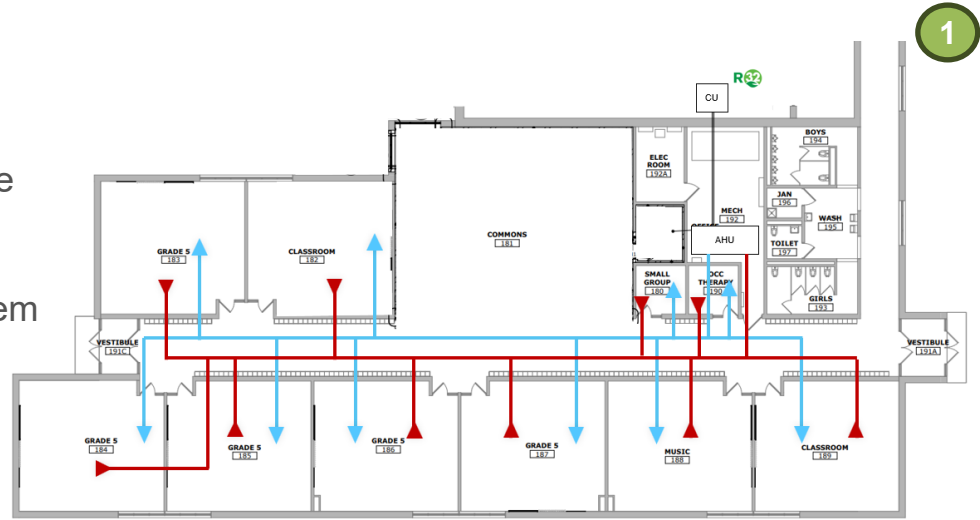 1
R32
CU
e
em
BOYS
194
ELEC
ROOM
192A
JAN
196
MECH
192
WASH
195
COMMONS
181
AHU
GRADE 5
183
CLASSROOM
182
TOILET
197
SMALL
GROUP
180
OCC
THERAPY
190
GIRLS
193
VESTIBULE
191C
VESTIBULE
191A
GRADE 5
184
GRADE 5
185
GRADE 5
186
GRADE 5
187
MUSIC
188
CLASSROOM
189